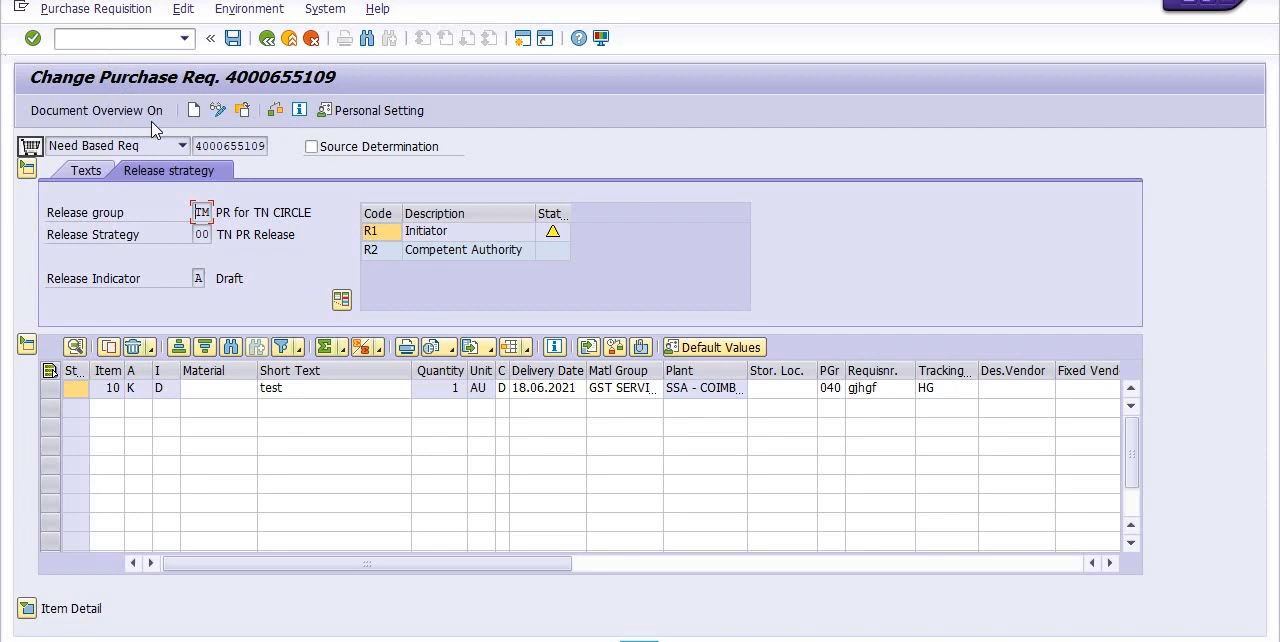 Purchase Requisition Edit Environment System Help
Change Purchase Req. 4000655109
Document Overview On Personal Setting
Need Based Req 4000655109 Source Determination
Texts Release strategy
Release group TM PR for TN CIRCLE
Release Strategy 00 TN PR Release
Release Indicator A Draft
Code Description Stat...
R1 Initiator
R2 Competent Authority
Default Values
St... Item A I Material Short Text Quantity Unit C Delivery Date Matl Group Plant Stor. Loc. PGr Requisnr. Tracking... Des.Vendor Fixed Vend
10 K D test 1 AU D 18.06.2021 GST SERVI... SSA - COIMB... 040 gjhgf HG
Item Detail